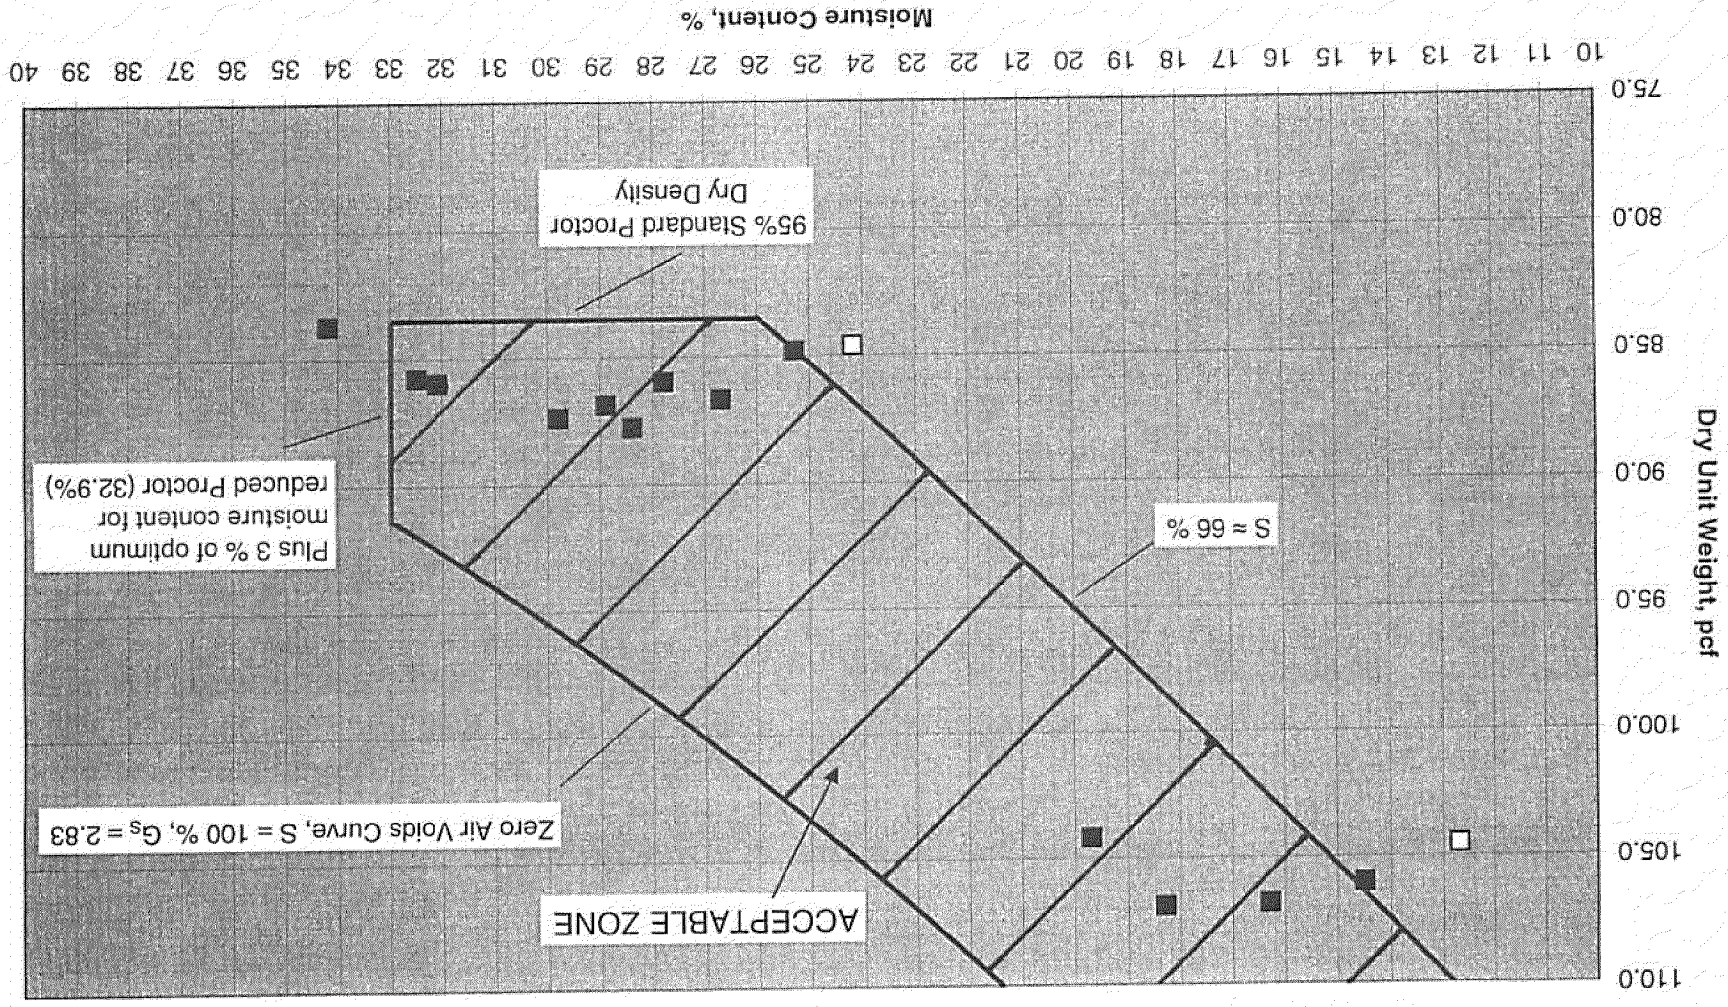 110.0
105.0
100.0
95.0
90.0
85.0
80.0
75.0
Dry Unit Weight, pcf
ACCEPTABLE ZONE
Zero Air Voids Curve, S = 100 %, Gs = 2.83
S ≈ 66 %
Plus 3 % of optimum
moisture content for
reduced Proctor (32.9%)
95% Standard Proctor
Dry Density
10 11 12 13 14 15 16 17 18 19 20 21 22 23 24 25 26 27 28 29 30 31 32 33 34 35 36 37 38 39 40
Moisture Content, %